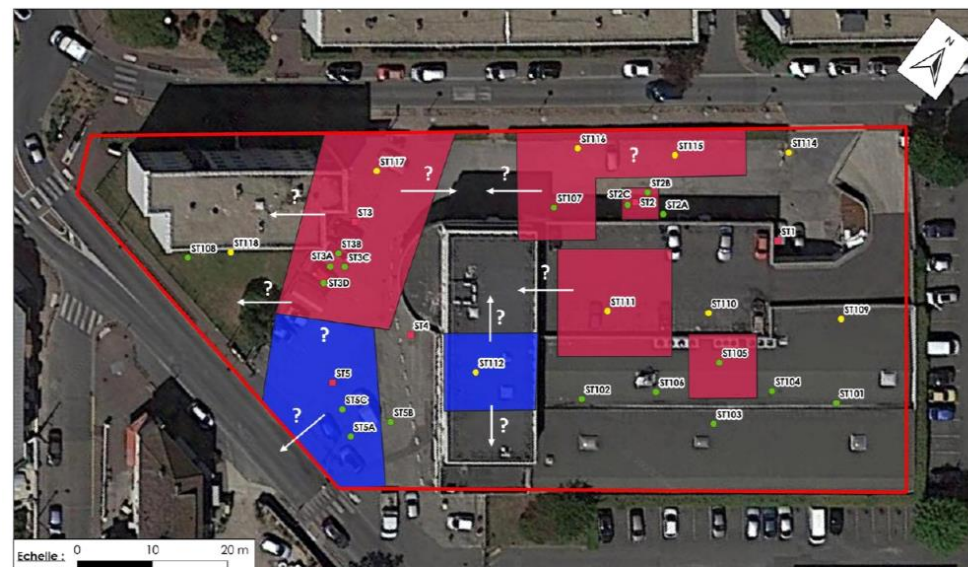 N
ST116
ST115
ST114
ST117
?
?
?
ST2B
ST2C
ST2
ST107
ST2A
?
ST3
ST1
ST3B
ST118
ST108
ST3A
ST3C
?
ST3D
?
ST111
ST110
ST109
?
ST4
?
ST105
ST112
ST5
ST102
ST106
ST104
ST101
?
ST5C
ST5B
ST103
?
ST5A
Echelle :
0
10
20 m